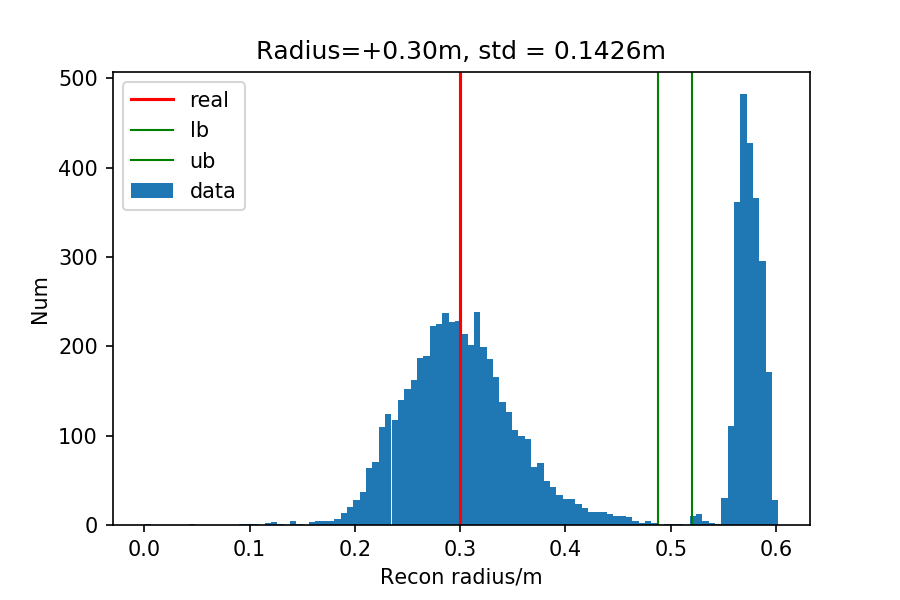 Radius=+0.30m, std = 0.1426m
500
400
300
200
100
0
Num
real
lb
ub
data
0.0 0.1 0.2 0.3 0.4 0.5 0.6
Recon radius/m